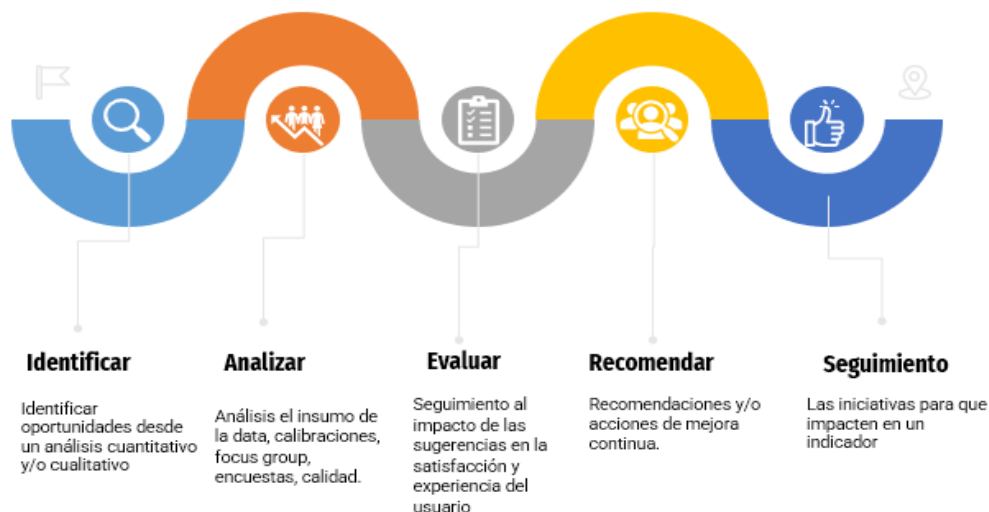 Identificar
Identificar
oportunidades desde
un análisis cuantitativo
y/o cualitativo
Analizar
Análisis el insumo de
la data, calibraciones,
focus group,
encuestas, calidad.
Evaluar
Seguimiento al
impacto de las
sugerencias en la
satisfacción y
experiencia del
usuario
Recomendar
Recomendaciones y/o
acciones de mejora
continua.
Seguimiento
Las iniciativas para que
impacten en un
indicador